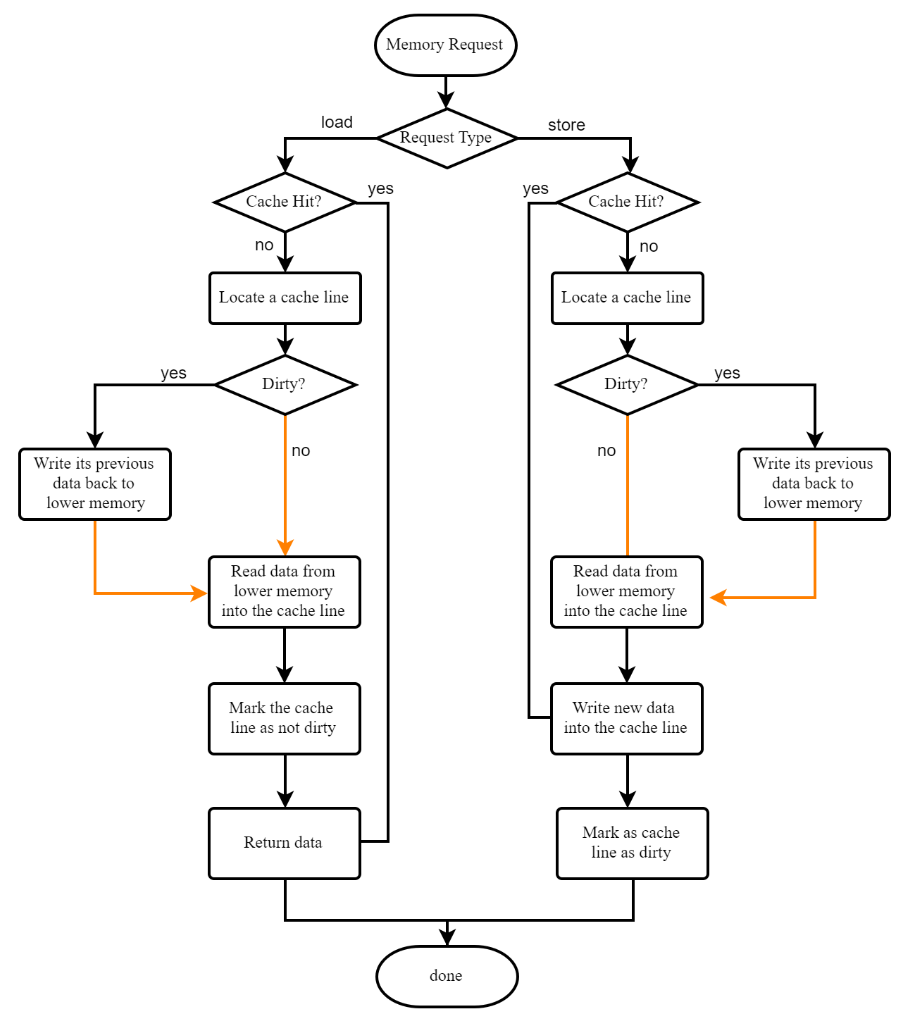 Memory Request
load
Request Type
store
Cache Hit?
yes
yes
Cache Hit?
no
no
Locate a cache line
Locate a cache line
yes
Dirty?
Dirty?
yes
no
no
Write its previous
data back to
lower memory
Write its previous
data back to
lower memory
Read data from
lower memory
into the cache line
Read data from
lower memory
into the cache line
Mark the cache
line as not dirty
Write new data
into the cache line
Return data
Mark as cache
line as dirty
done